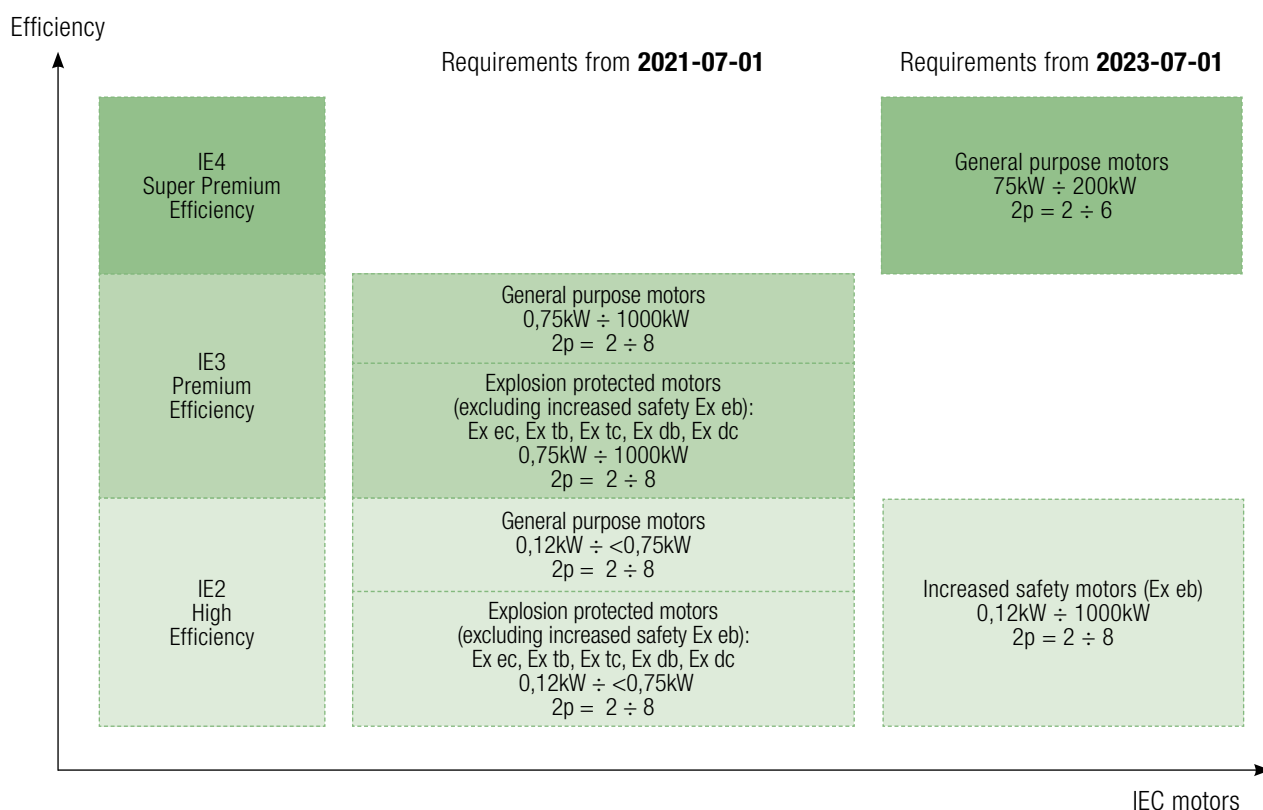 Efficiency
Requirements from 2021-07-01
Requirements from 2023-07-01
IE4
Super Premium
Efficiency
General purpose motors
75kW ÷ 200kW
2p = 2 ÷ 6
IE3
Premium
Efficiency
General purpose motors
0,75kW ÷ 1000kW
2p = 2 ÷ 8
Explosion protected motors
(excluding increased safety Ex eb):
Ex ec, Ex tb, Ex tc, Ex db, Ex dc
0,75kW ÷ 1000kW
2p = 2 ÷ 8
IE2
High
Efficiency
General purpose motors
0,12kW ÷ <0,75kW
2p = 2 ÷ 8
Explosion protected motors
(excluding increased safety Ex eb):
Ex ec, Ex tb, Ex tc, Ex db, Ex dc
0,12kW ÷ <0,75kW
2p = 2 ÷ 8
Increased safety motors (Ex eb)
0,12kW ÷ 1000kW
2p = 2 ÷ 8
IEC motors